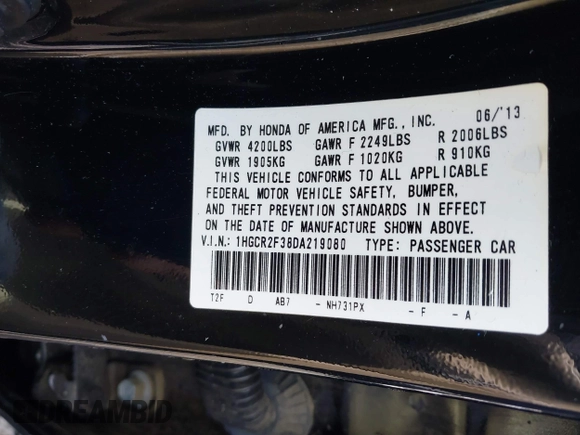 MFD. BY HONDA OF AMERICA MFG., INC. 06/'13
GVWR 4200LBS GAWR F 2249LBS R 2006LBS
GVWR 1905KG GAWR F 1020KG R 910KG
THIS VEHICLE CONFORMS TO ALL APPLICABLE
FEDERAL MOTOR VEHICLE SAFETY, BUMPER,
AND THEFT PREVENTION STANDARDS IN EFFECT
ON THE DATE OF MANUFACTURE SHOWN ABOVE.
V.I.N.: 1HGCR2F38DA219080 TYPE: PASSENGER CAR
T2F D AB7 - NH731PX - F - A
DREAMBID